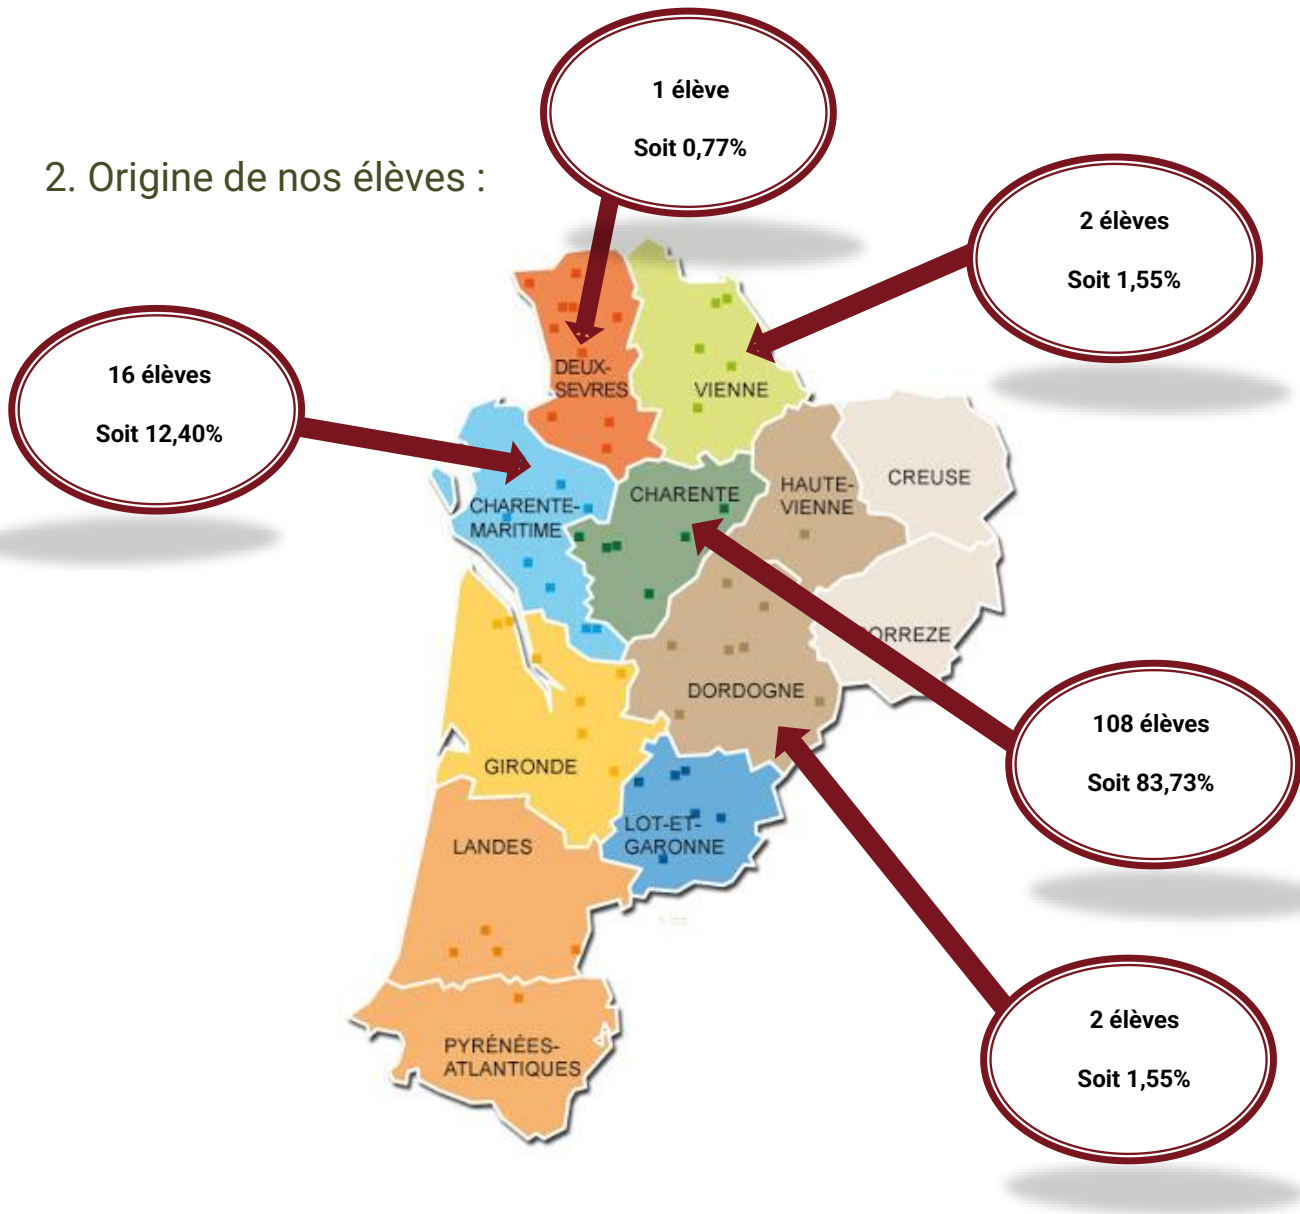 1 élève
Soit 0,77%
2. Origine de nos élèves :
2 élèves
Soit 1,55%
16 élèves
Soit 12,40%
DEUX-
SEVRES
VIENNE
CHARENTE-
MARITIME
CHARENTE
HAUTE-
VIENNE
CREUSE
ORREZE
DORDOGNE
GIRONDE
108 élèves
Soit 83,73%
LOT-ET-
GARONNE
LANDES
2 élèves
Soit 1,55%
PYRÉNÉES-
ATLANTIQUES